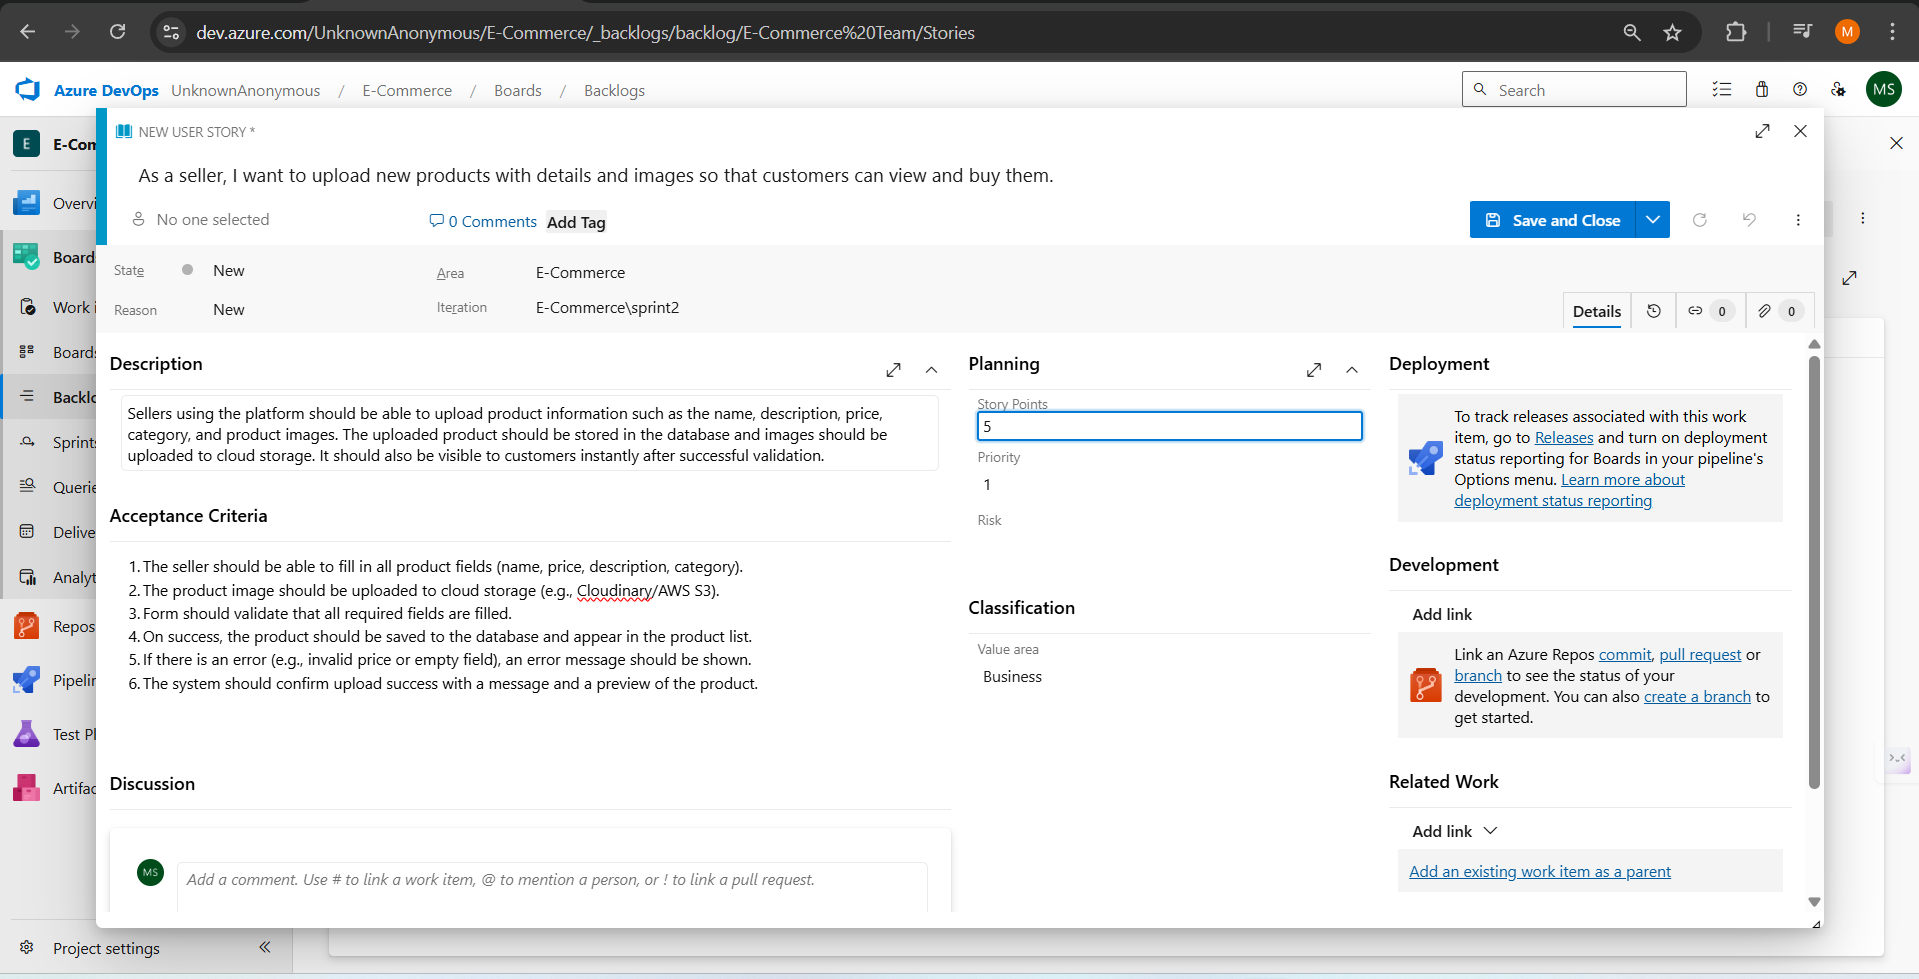 dev.azure.com/UnknownAnonymous/E-Commerce/_backlogs/backlog/E-Commerce%20Team/Stories
M
Azure DevOps UnknownAnonymous / E-Commerce / Boards / Backlogs
Search
MS
E E-Com
Overvi
Board
Work i
Boards
Backlo
Sprints
Querie
Delive
Analyt
Repos
Pipelin
Test Pl
Artifac
Project settings
NEW USER STORY *
As a seller, I want to upload new products with details and images so that customers can view and buy them.
No one selected
0 Comments Add Tag
Save and Close
State New
Area E-Commerce
Reason New
Iteration E-Commerce\sprint2
Details 0 0
Description
Sellers using the platform should be able to upload product information such as the name, description, price,
category, and product images. The uploaded product should be stored in the database and images should be
uploaded to cloud storage. It should also be visible to customers instantly after successful validation.
Acceptance Criteria
1. The seller should be able to fill in all product fields (name, price, description, category).
2. The product image should be uploaded to cloud storage (e.g., Cloudinary/AWS S3).
3. Form should validate that all required fields are filled.
4. On success, the product should be saved to the database and appear in the product list.
5. If there is an error (e.g., invalid price or empty field), an error message should be shown.
6. The system should confirm upload success with a message and a preview of the product.
Discussion
MS
Add a comment. Use # to link a work item, @ to mention a person, or ! to link a pull request.
Planning
Story Points
5
Priority
1
Risk
Classification
Value area
Business
Deployment
To track releases associated with this work
item, go to Releases and turn on deployment
status reporting for Boards in your pipeline's
Options menu. Learn more about
deployment status reporting
Development
Add link
Link an Azure Repos commit, pull request or
branch to see the status of your
development. You can also create a branch to
get started.
Related Work
Add link
Add an existing work item as a parent